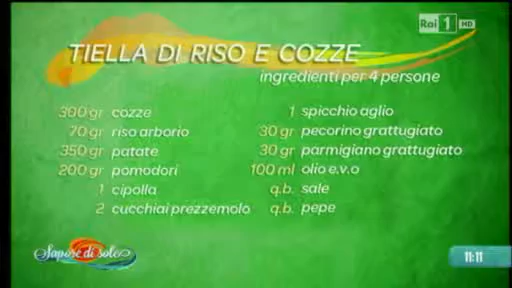 Rai 1 HD
TIELLA DI RISO E COZZE
ingredienti per 4 persone
300 gr cozze
70 gr riso arborio
350 gr patate
200 gr pomodori
1 cipolla
2 cucchiai prezzemolo
1 spicchio aglio
30 gr pecorino grattugiato
30 gr parmigiano grattugiato
100 ml olio e.v.o
q.b. sale
q.b. pepe
Sapore di sole
11:11